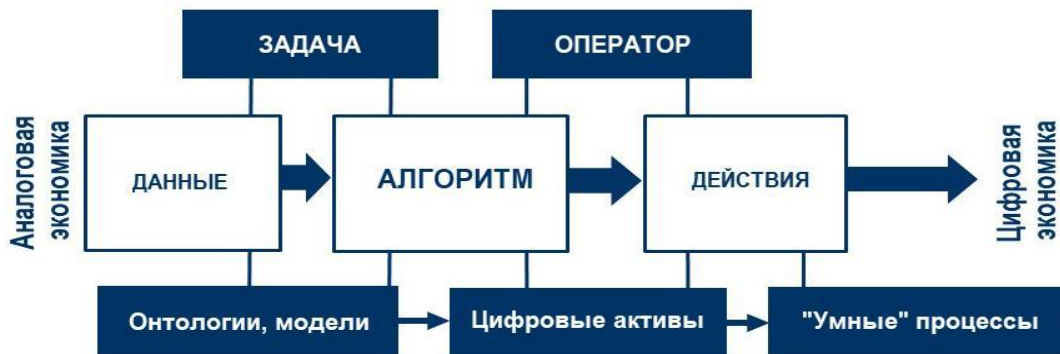 ЗАДАЧА
ОПЕРАТОР
Аналоговая
экономика
ДАННЫЕ
АЛГОРИТМ
ДЕЙСТВИЯ
Цифровая
экономика
Онтологии, модели
Цифровые активы
"Умные" процессы